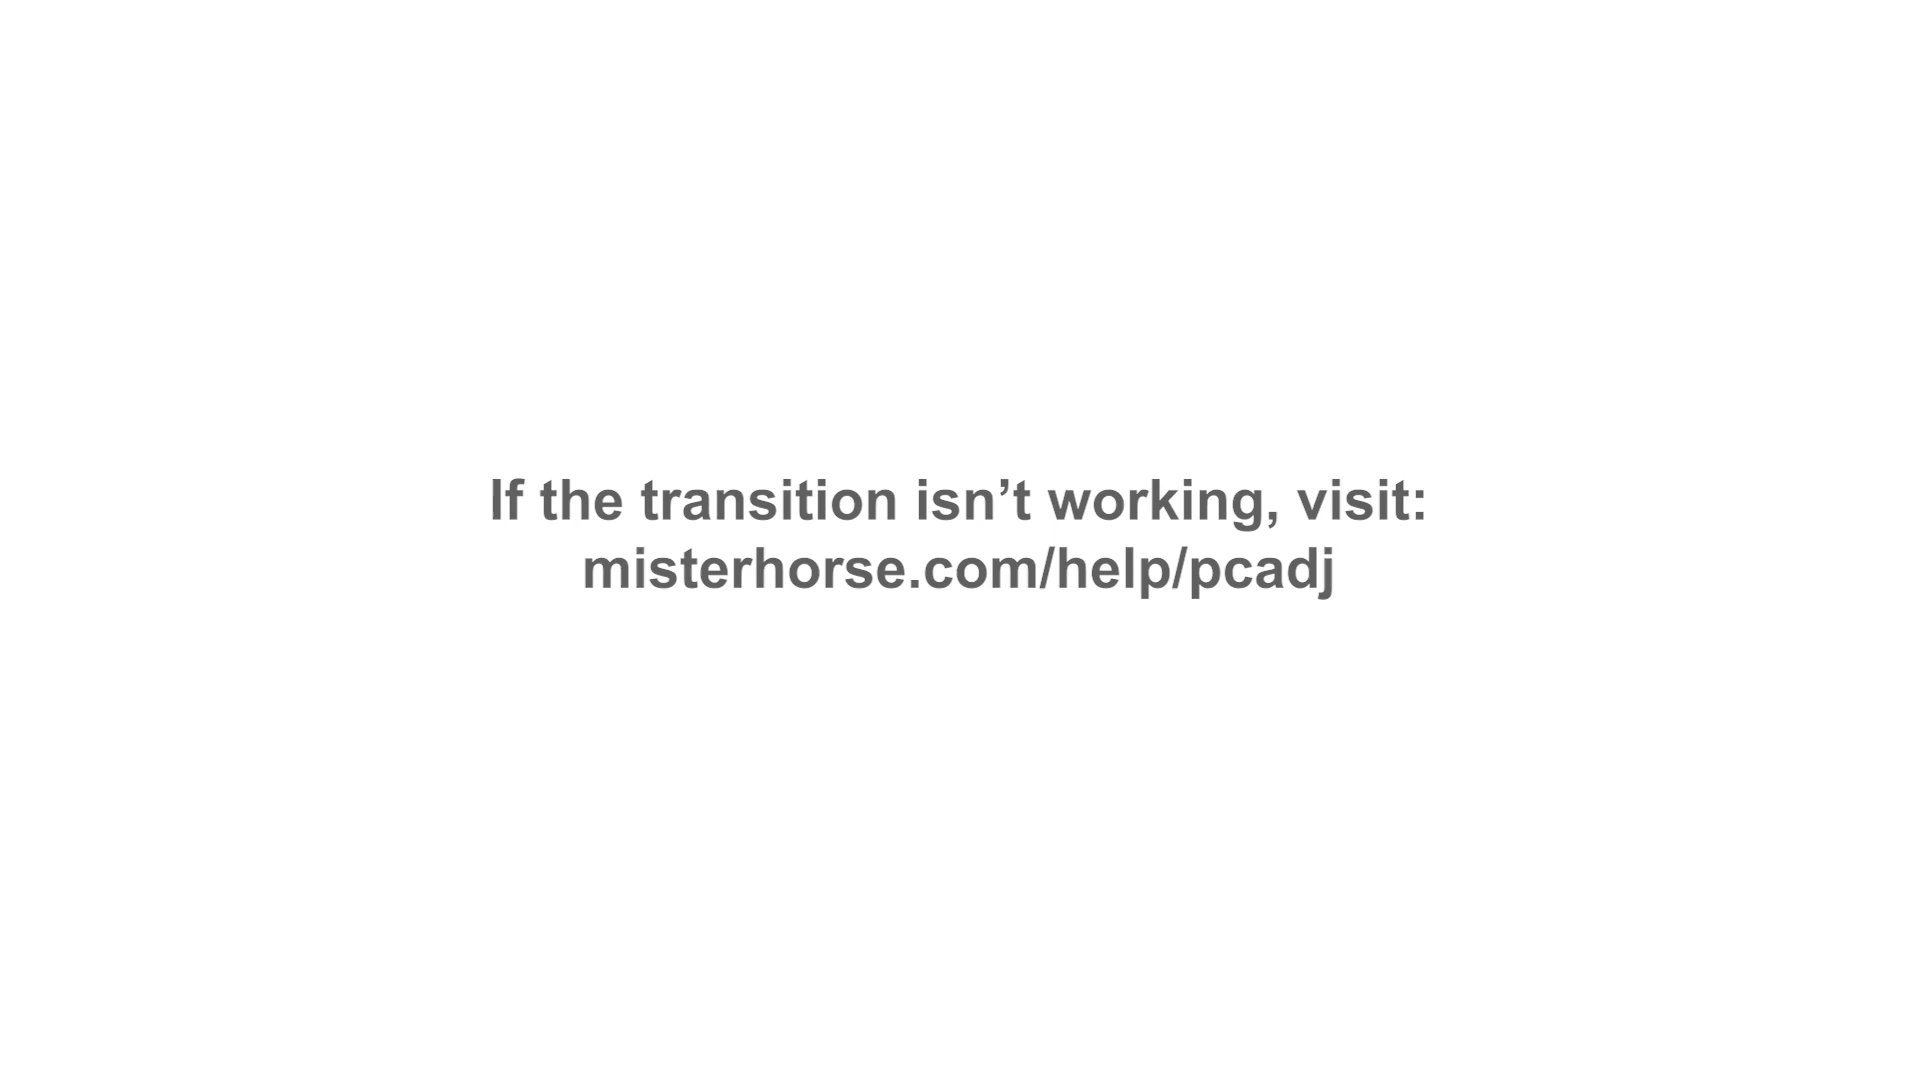 If the transition isn’t working, visit:
misterhorse.com/help/pcadj